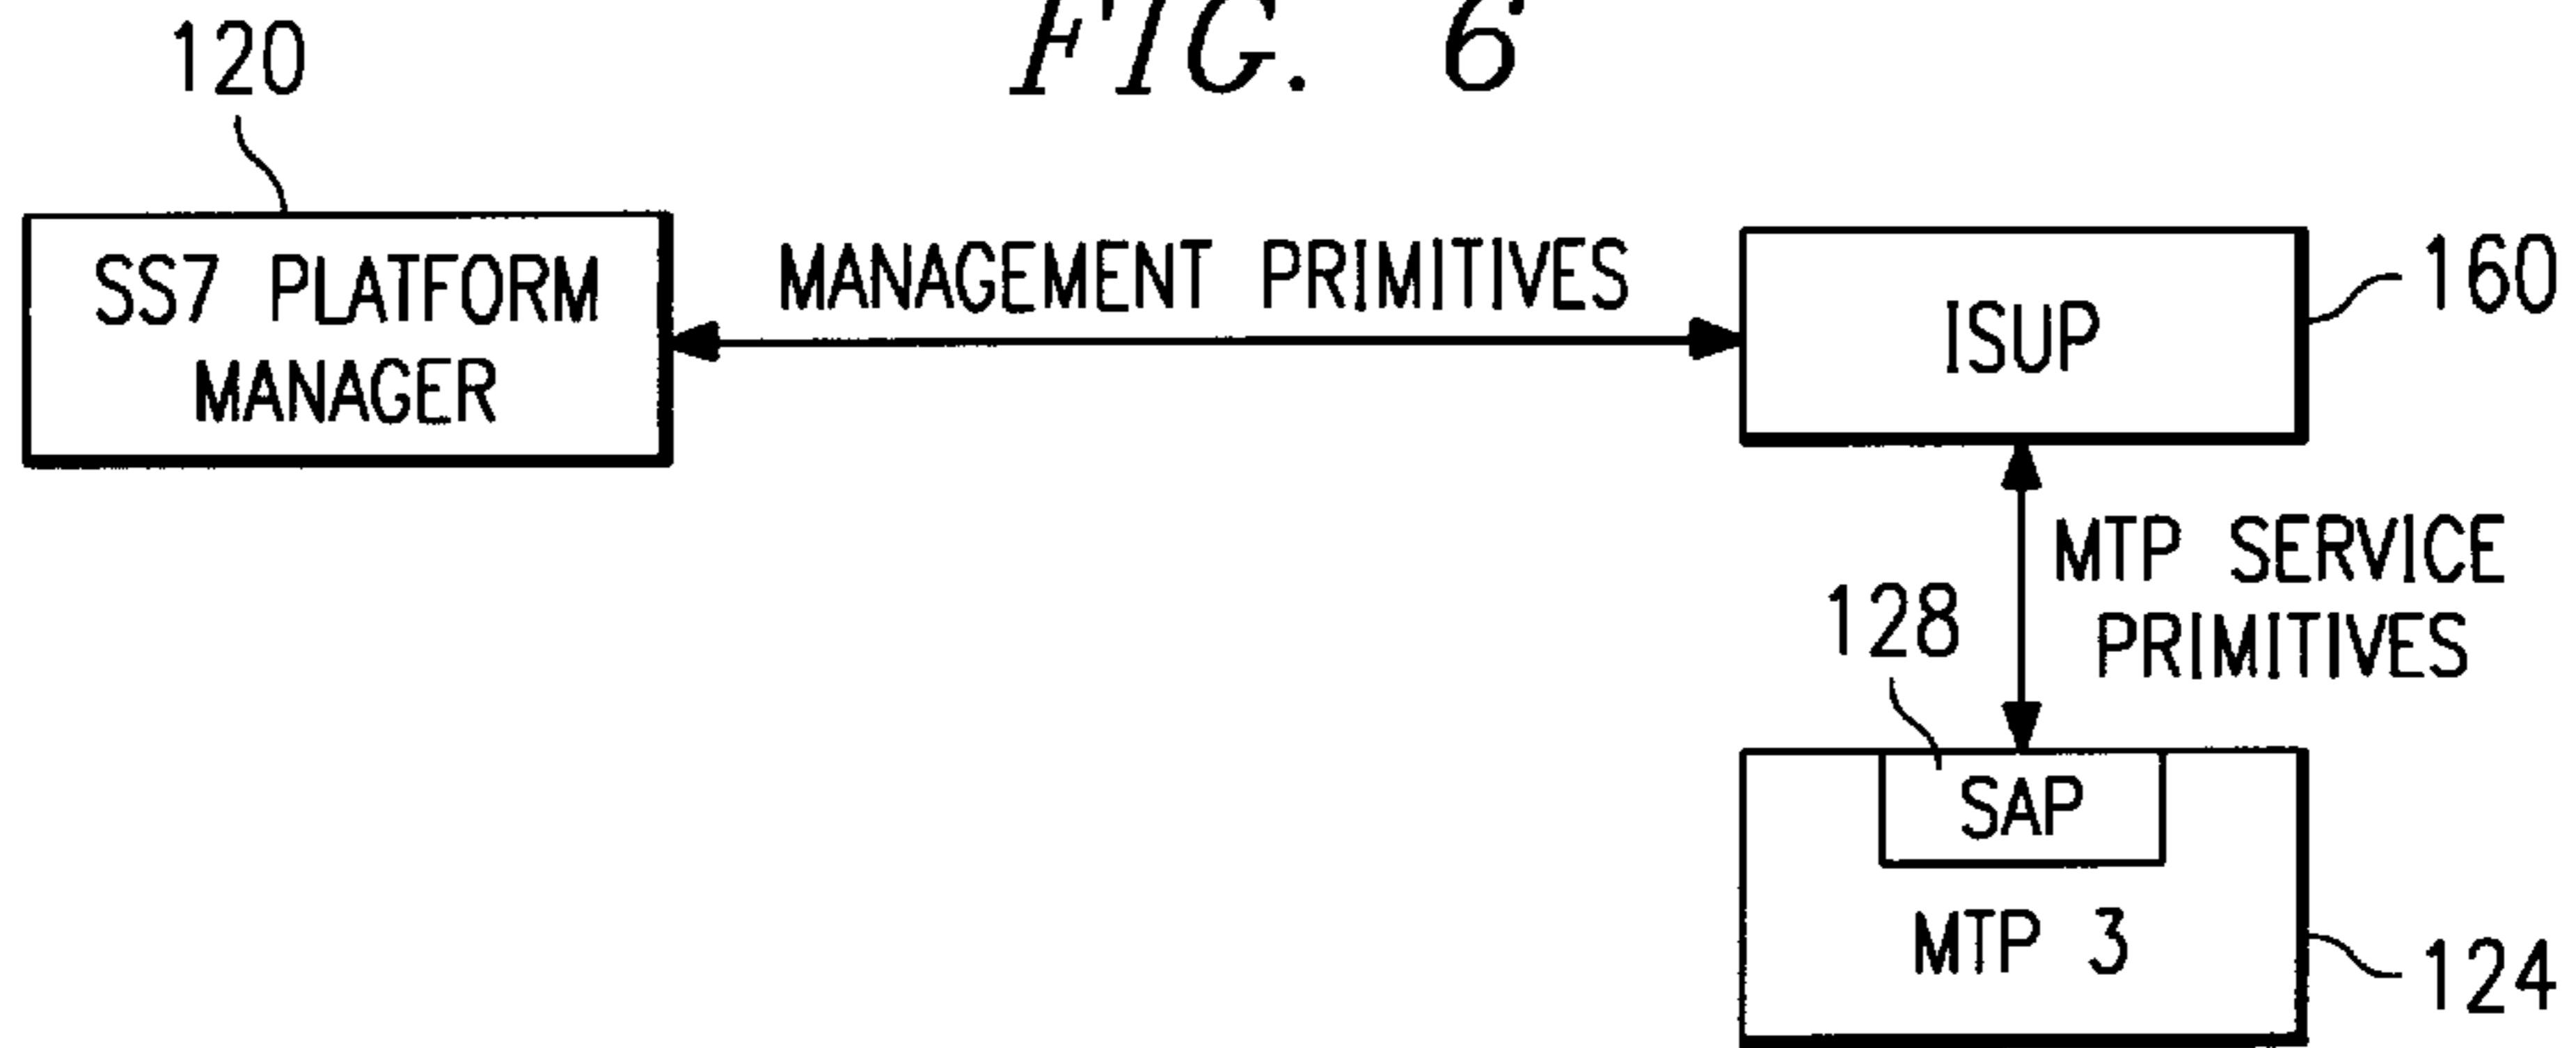 FIG. 6
120
SS7 PLATFORM
MANAGER
MANAGEMENT PRIMITIVES
ISUP
160
MTP SERVICE
PRIMITIVES
128
SAP
MTP 3
124